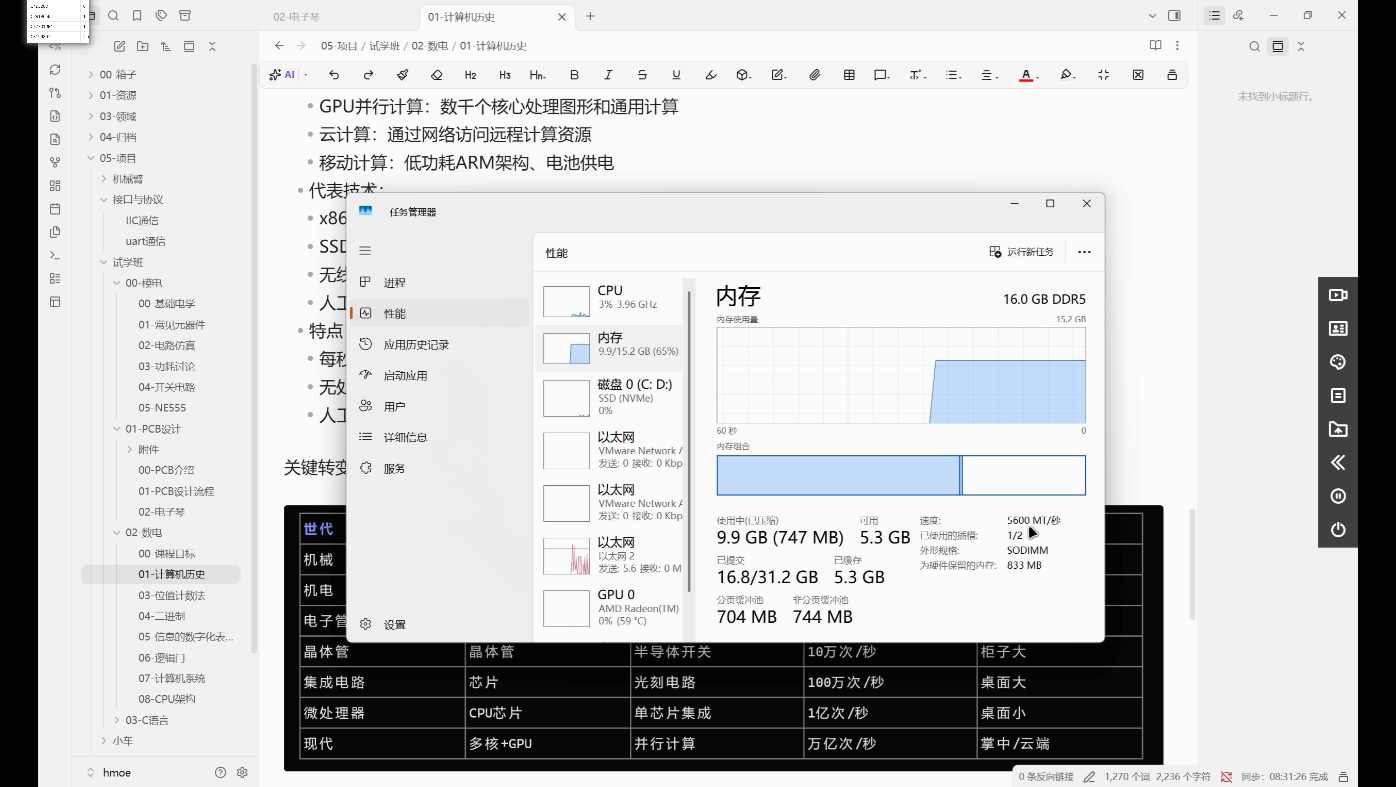 02-电子琴
01-计算机历史
05-项目 / 试学班 / 02-数电 / 01-计算机历史
AI
H2
H3
Hn
B
I
S
U
A
00 箱子
01-资源
03-领域
04-归档
05-项目
机械臂
接口与协议
IIC通信
uart通信
试学班
00-模电
00-基础电学
01-常见元器件
02-电路仿真
03-功耗讨论
04-开关电路
05-NE555
01-PCB设计
附件
00-PCB介绍
01-PCB设计流程
02-电子琴
02-数电
00-课程目标
01-计算机历史
03-位值计数法
04-二进制
05-信息的数字化表...
06-逻辑门
07-计算机系统
08-CPU架构
03-C语言
小车
hmoe
GPU并行计算：数千个核心处理图形和通用计算
云计算：通过网络访问远程计算资源
移动计算：低功耗ARM架构、电池供电
代表技术：
x86
SSD
无线
人工
特点
每秒
无处
人工
关键转变
世代
机械
机电
电子管
晶体管 晶体管 半导体开关 10万次/秒 柜子大
集成电路 芯片 光刻电路 100万次/秒 桌面大
微处理器 CPU芯片 单芯片集成 1亿次/秒 桌面小
现代 多核+GPU 并行计算 万亿次/秒 掌中/云端
任务管理器
进程
性能
应用历史记录
启动应用
用户
详细信息
服务
设置
性能
运行新任务
CPU
3% 3.96 GHz
内存
9.9/15.2 GB (65%)
磁盘 0 (C: D:)
SSD (NVMe)
0%
以太网
VMware Network A
发送: 0 接收: 0 Kbp
以太网
VMware Network A
发送: 0 接收: 0 Kbp
以太网
以太网 2
发送: 5.6 接收: 0 M
GPU 0
AMD Radeon(TM)
0% (59 °C)
内存
16.0 GB DDR5
内存使用量
15.2 GB
60 秒
0
内存组合
使用中(已压缩)
9.9 GB (747 MB)
可用
5.3 GB
速度: 5600 MT/秒
已使用的插槽: 1/2
外形规格: SODIMM
为硬件保留的内存: 833 MB
已提交
16.8/31.2 GB
已缓存
5.3 GB
分页缓冲池
704 MB
非分页缓冲池
744 MB
未找到小标题行。
0 条反向链接
1,270 个词 2,236 个字符
同步: 08:31:26 完成